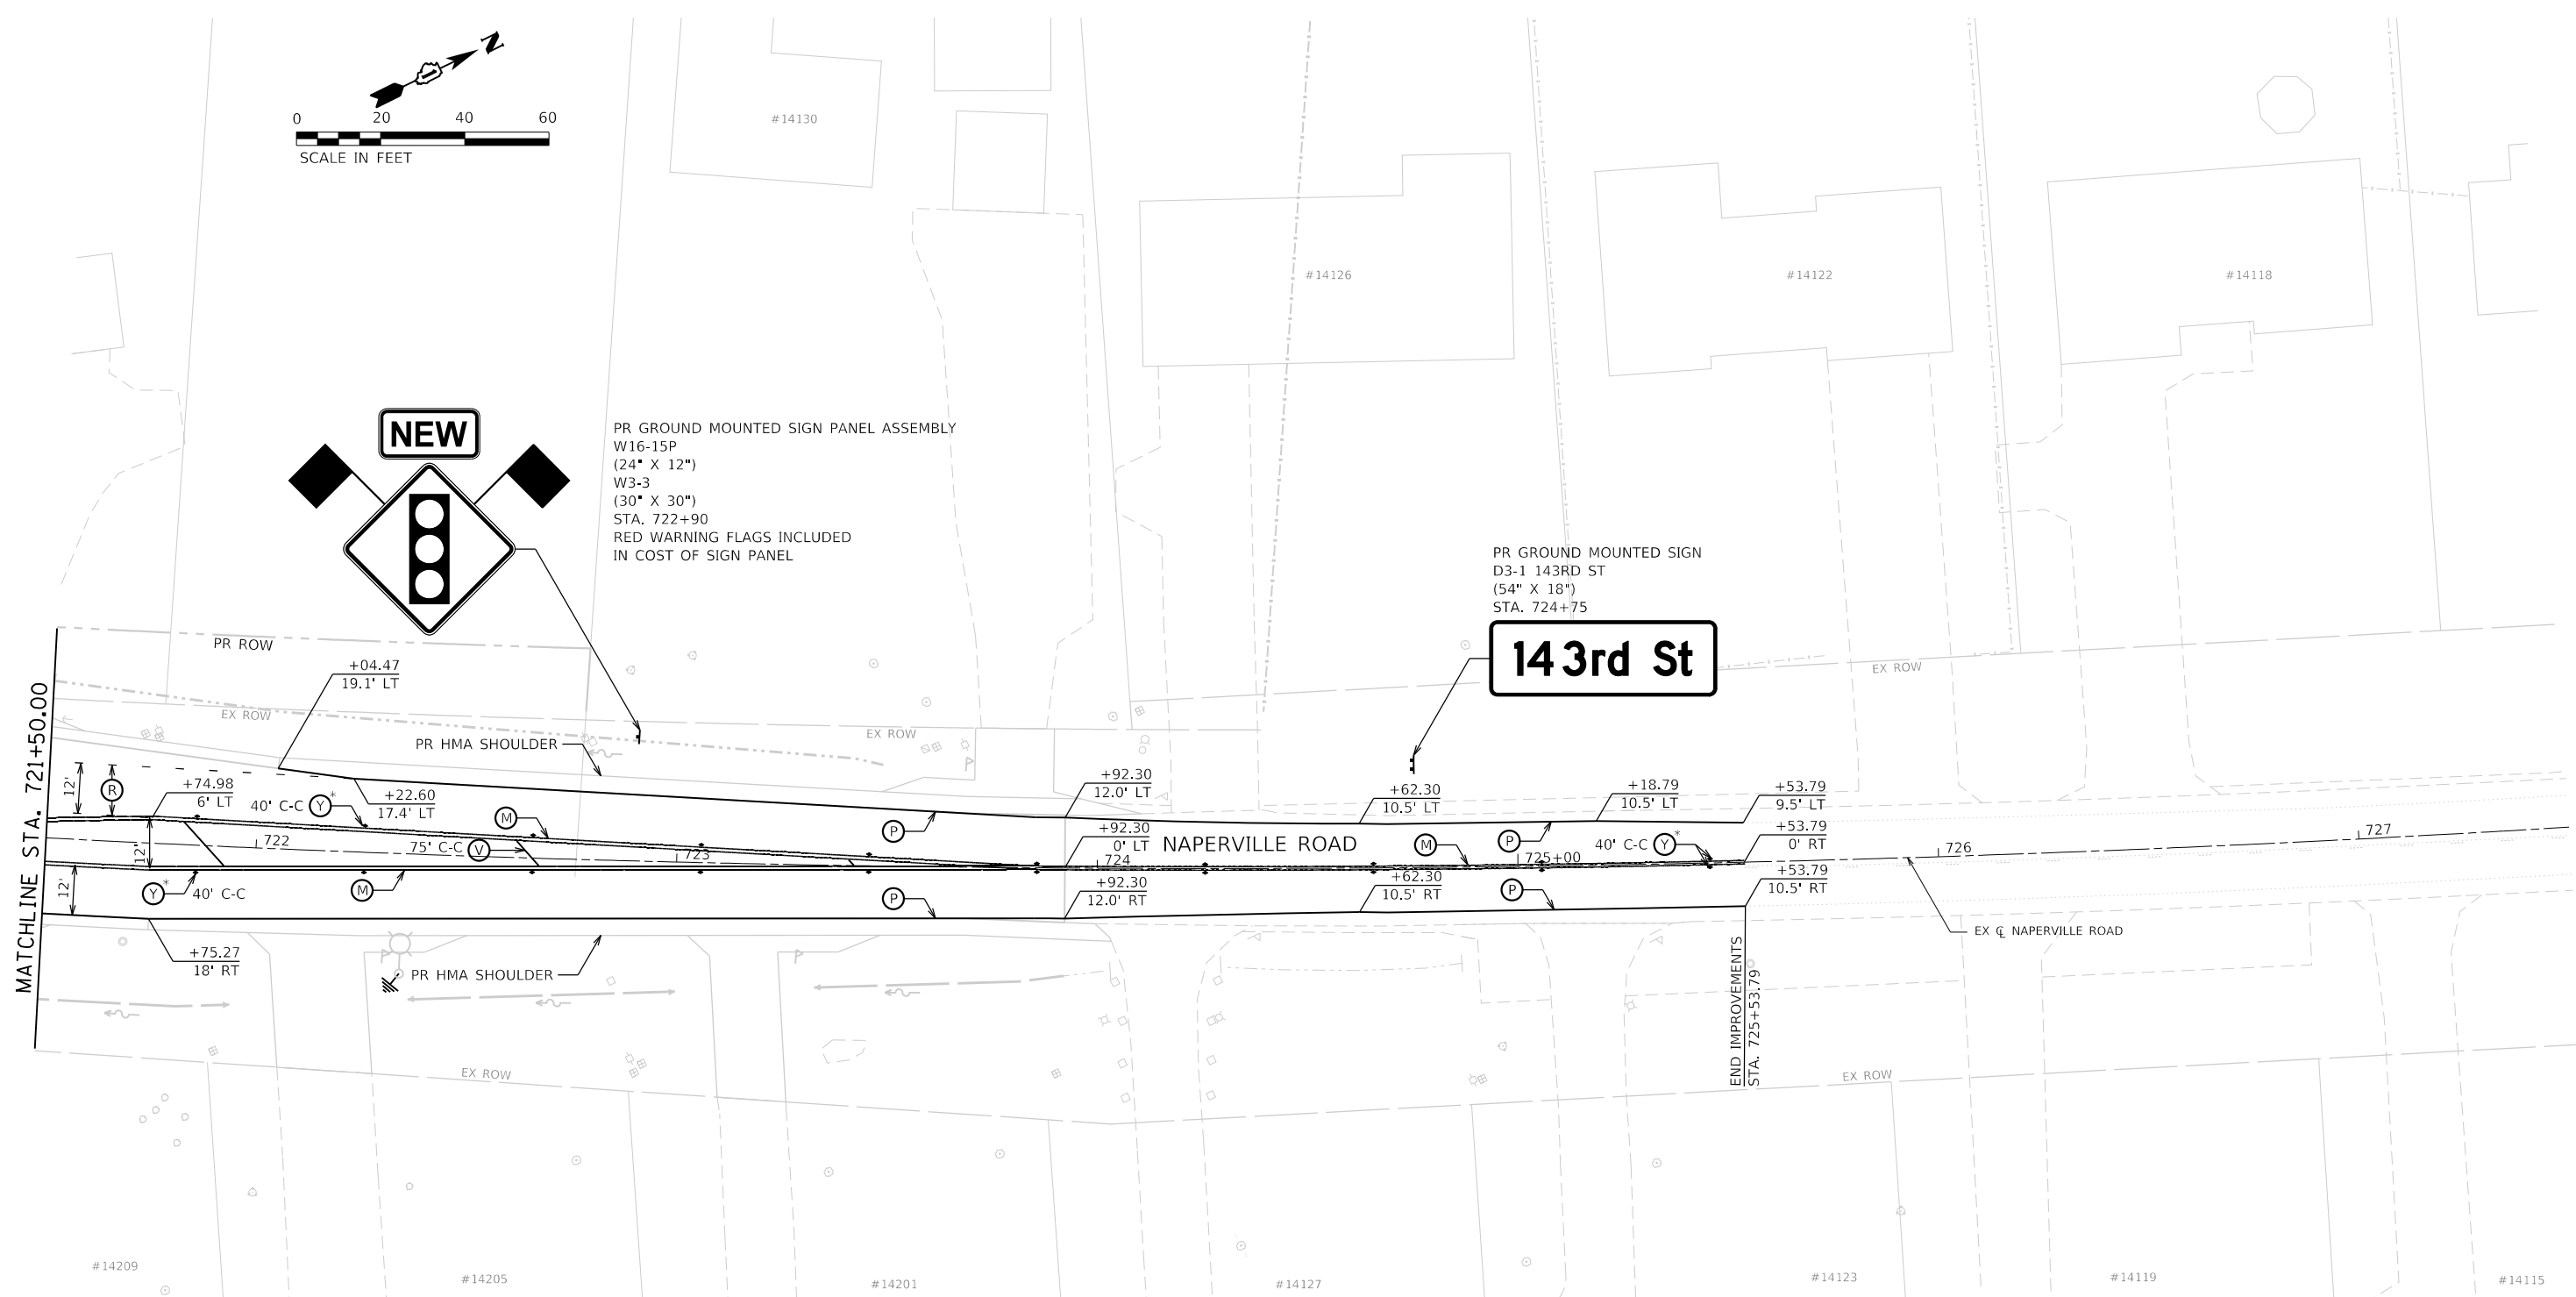 N
0 20 40 60
SCALE IN FEET
#14130
#14126
#14122
#14118
NEW
PR GROUND MOUNTED SIGN PANEL ASSEMBLY
W16-15P
(24" X 12")
W3-3
(30" X 30")
STA. 722+90
RED WARNING FLAGS INCLUDED
IN COST OF SIGN PANEL
PR GROUND MOUNTED SIGN
D3-1 143RD ST
(54" X 18")
STA. 724+75
143rd St
PR ROW
EX ROW
EX ROW
EX ROW
+04.47
19.1' LT
PR HMA SHOULDER
MATCHLINE STA. 721+50.00
12'
R
+74.98
6' LT
40' C-C Y*
+22.60
17.4' LT
M
P
+92.30
12.0' LT
+62.30
10.5' LT
+18.79
10.5' LT
+53.79
9.5' LT
12'
722
75' C-C V
723
+92.30
0' LT
724
NAPERVILLE ROAD
M
P
725+00
40' C-C Y*
+53.79
0' RT
726
727
12'
Y* 40' C-C
M
P
+92.30
12.0' RT
+62.30
10.5' RT
P
+53.79
10.5' RT
+75.27
18' RT
PR HMA SHOULDER
EX ℄ NAPERVILLE ROAD
END IMPROVEMENTS
STA. 725+53.79
EX ROW
EX ROW
#14209
#14205
#14201
#14127
#14123
#14119
#14115